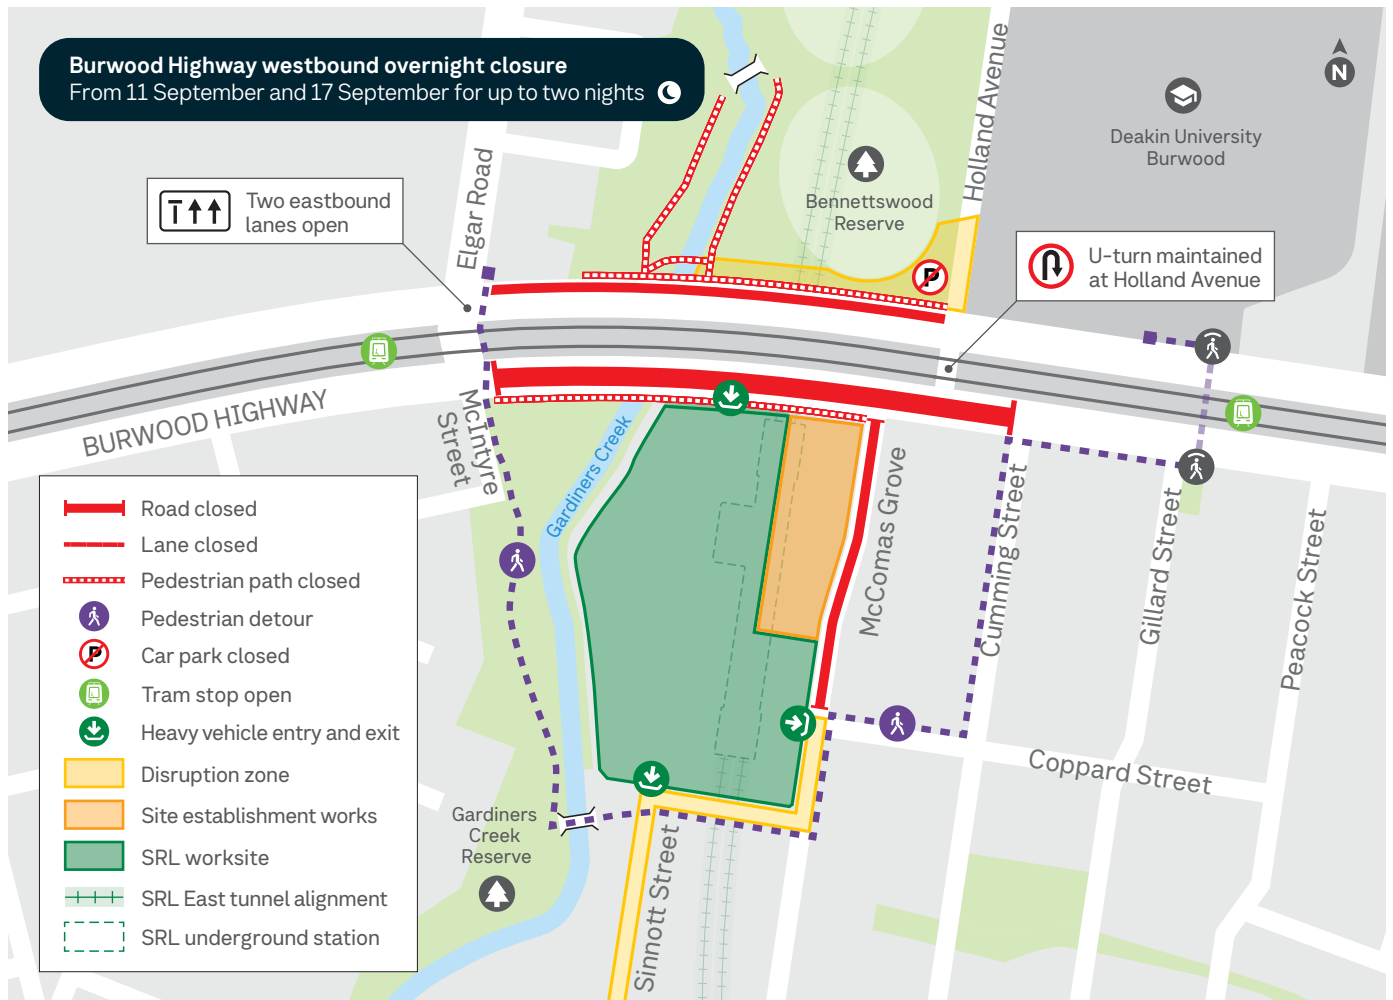 Burwood Highway westbound overnight closure
From 11 September and 17 September for up to two nights
N
Holland Avenue
Deakin University
Burwood
Elgar Road
Two eastbound
lanes open
Bennettswood
Reserve
P
U-turn maintained
at Holland Avenue
BURWOOD HIGHWAY
McIntyre
Street
Gardiners Creek
McComas Grove
Cumming Street
Gillard Street
Peacock Street
Coppard Street
Sinnott Street
Gardiners
Creek
Reserve
Road closed
Lane closed
Pedestrian path closed
Pedestrian detour
P
Car park closed
Tram stop open
Heavy vehicle entry and exit
Disruption zone
Site establishment works
SRL worksite
SRL East tunnel alignment
SRL underground station